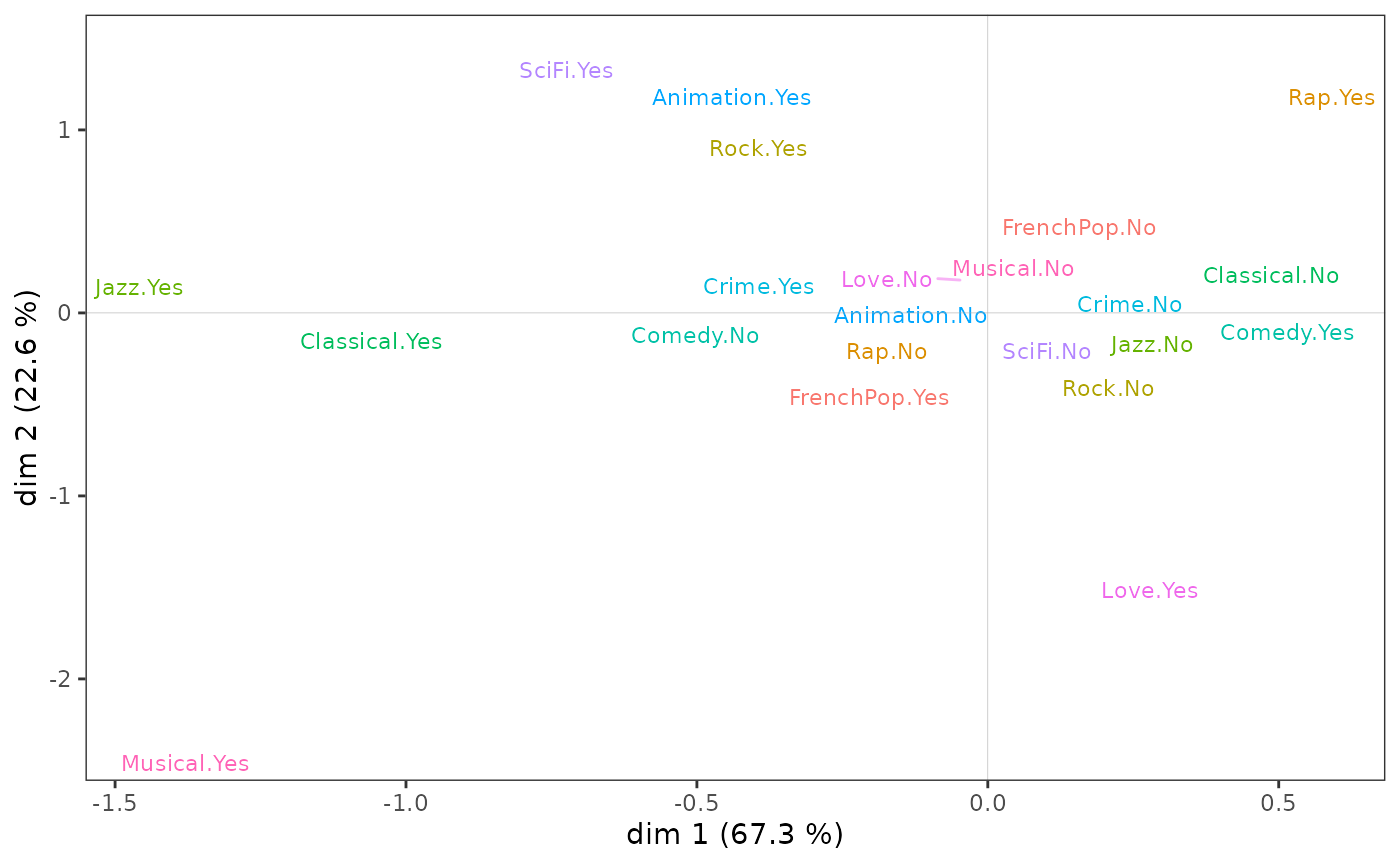 SciFi.Yes
Animation.Yes
Rap.Yes
1
Rock.Yes
FrenchPop.No
Musical.No
Love.No
Classical.No
Jazz.Yes
Crime.Yes
Crime.No
0
Animation.No
Comedy.No
Comedy.Yes
Classical.Yes
Jazz.No
Rap.No
SciFi.No
Rock.No
FrenchPop.Yes
-1
Love.Yes
-2
Musical.Yes
-1.5 -1.0 -0.5 0.0 0.5
dim 1 (67.3 %)
dim 2 (22.6 %)